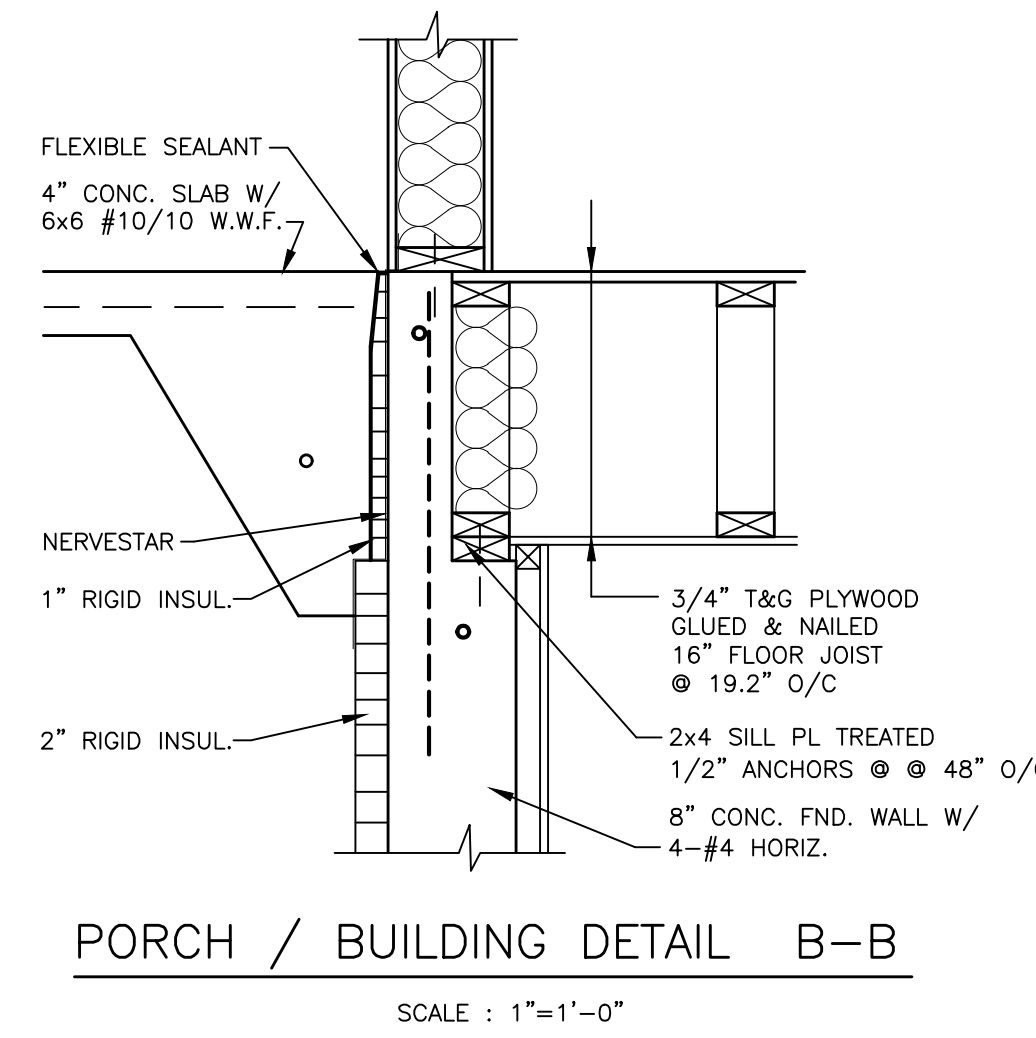 FLEXIBLE SEALANT
4" CONC. SLAB W/
6x6 #10/10 W.W.F.
NERVESTAR
1" RIGID INSUL.
2" RIGID INSUL.
3/4" T&G PLYWOOD
GLUED & NAILED
16" FLOOR JOIST
@ 19.2" O/C
2x4 SILL PL TREATED
1/2" ANCHORS @ @ 48" O/
8" CONC. FND. WALL W/
4-#4 HORIZ.
PORCH / BUILDING DETAIL B-B
SCALE : 1"=1'-0"